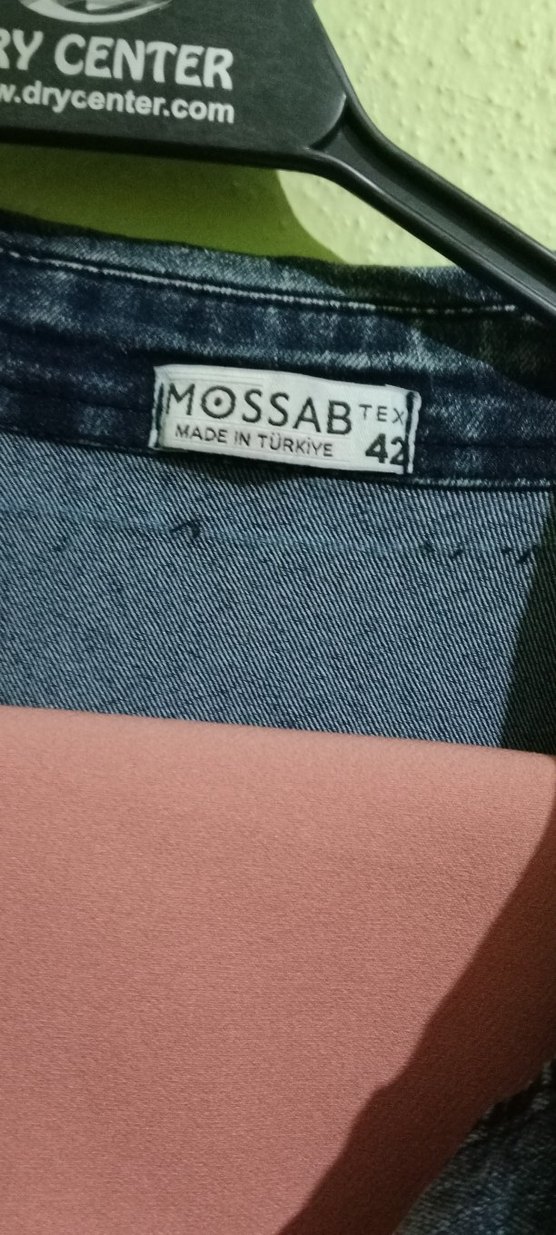 RY CENTER
w.drycenter.com
MOSSAB TEX
MADE IN TÜRKİYE 42